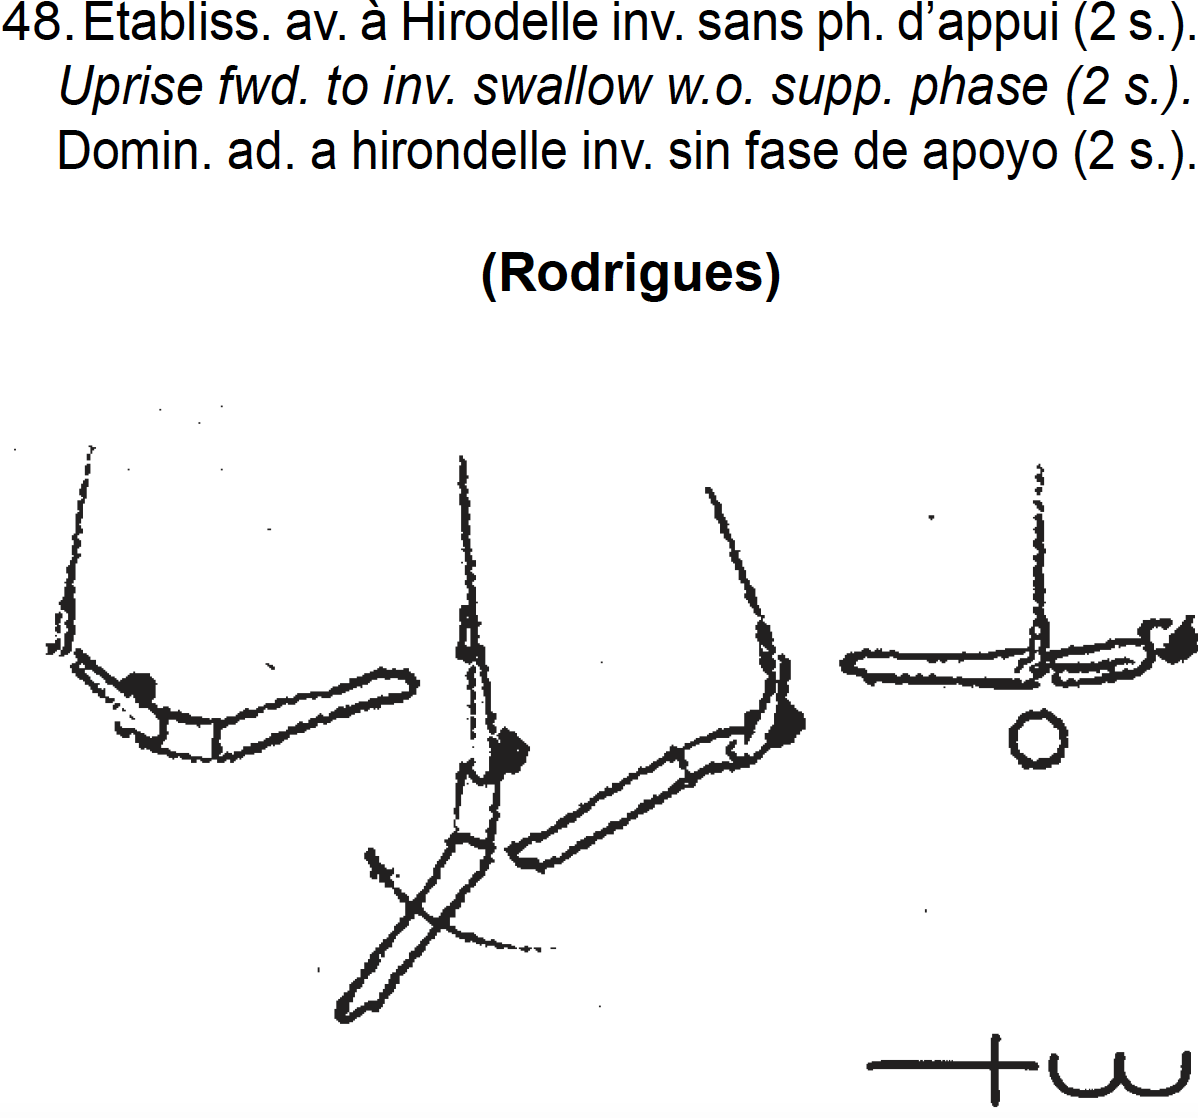 48. Etabliss. av. à Hirodelle inv. sans ph. d’appui (2 s.).
Uprise fwd. to inv. swallow w.o. supp. phase (2 s.).
Domin. ad. a hirondelle inv. sin fase de apoyo (2 s.).
(Rodrigues)